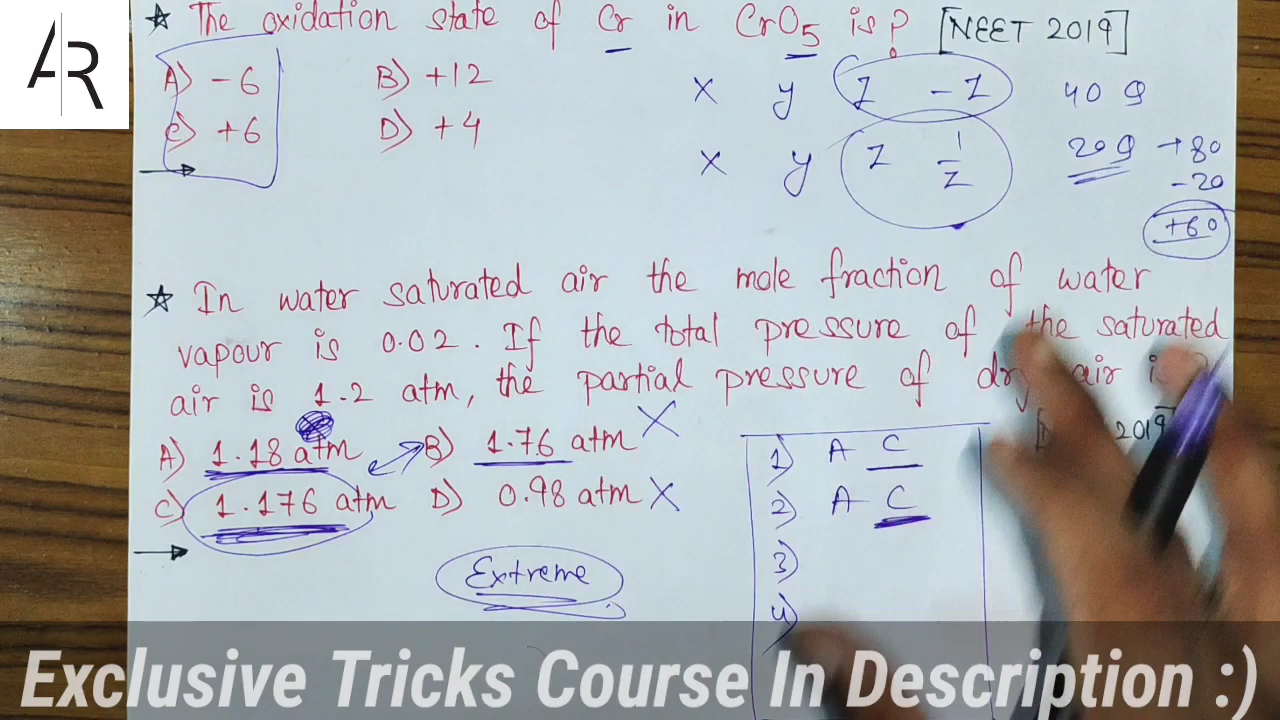 AR
☆ The oxidation state of Cr in CrO5 is? [NEET 2019]
A) -6 B) +12
C) +6 D) +4
x y z -z 40 Q
x y z 1/z 20 Q → 80
-20
+60
☆ In water saturated air the mole fraction of water
vapour is 0.02. If the total pressure of the saturated
air is 1.2 atm, the partial pressure of dry air is?
2019
A) 1.18 atm B) 1.76 atm X
C) 1.176 atm D) 0.98 atm X
Extreme
1) A C
2) A C
3)
4)
Exclusive Tricks Course In Description :)